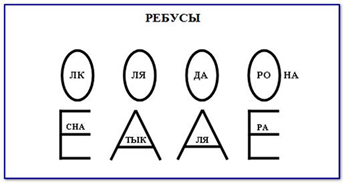 РЕБУСЫ
О ЛК О ЛЯ О ДА О РО НА
Е СНА А ТЫК А ЛЯ Е РА